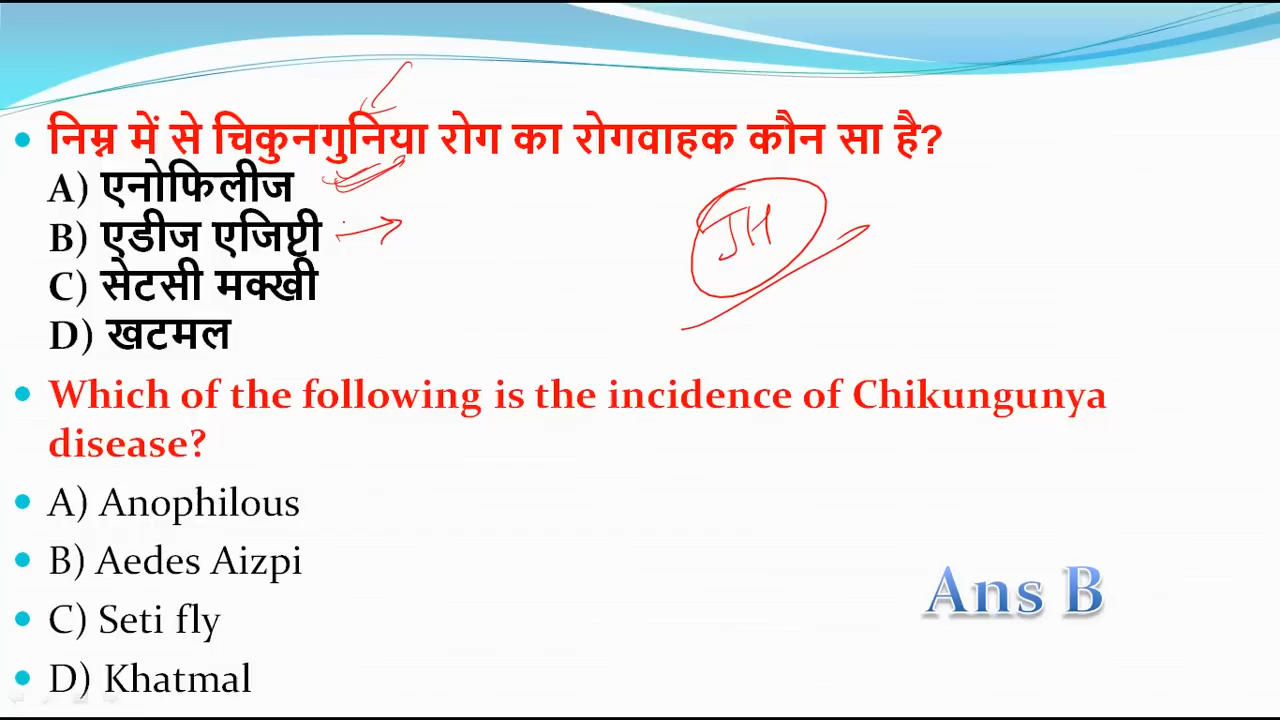 निम्न में से चिकुनगुनिया रोग का रोगवाहक कौन सा है?
A) एनोफिलीज
B) एडीज एजिप्टी
C) सेटसी मक्खी
D) खटमल
JH
Which of the following is the incidence of Chikungunya
disease?
A) Anophilous
B) Aedes Aizpi
C) Seti fly
D) Khatmal
Ans B